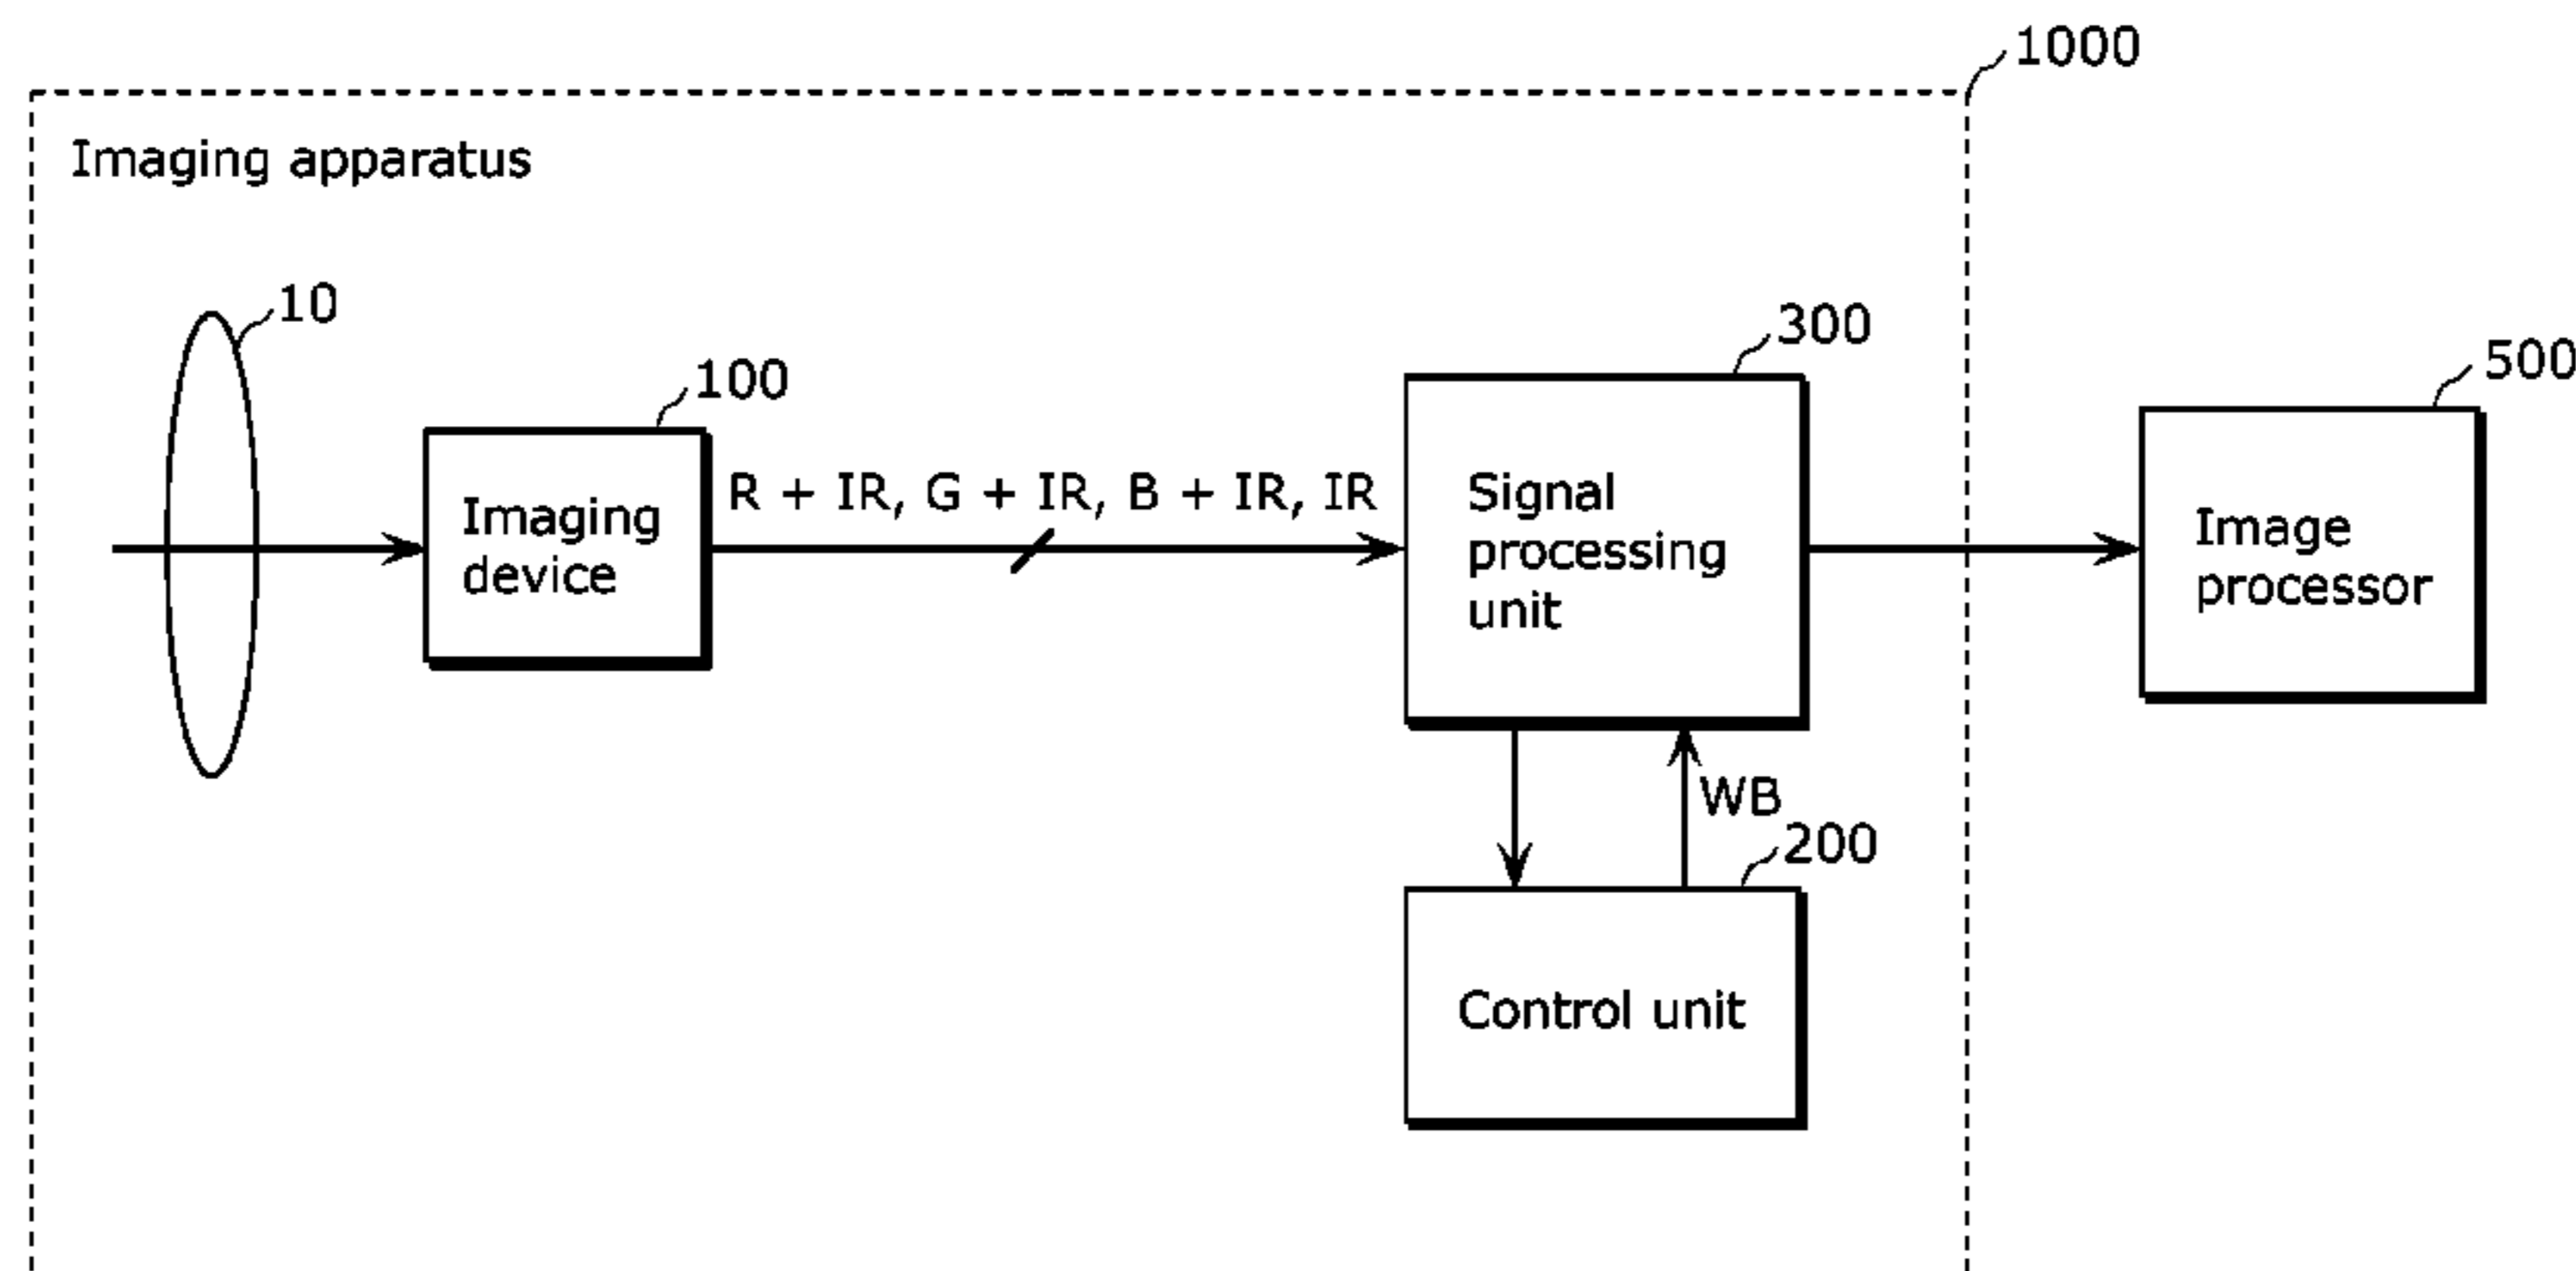 1000
Imaging apparatus
10
100
300
500
Imaging
device
R + IR, G + IR, B + IR, IR
Signal
processing
unit
Image
processor
WB
200
Control unit